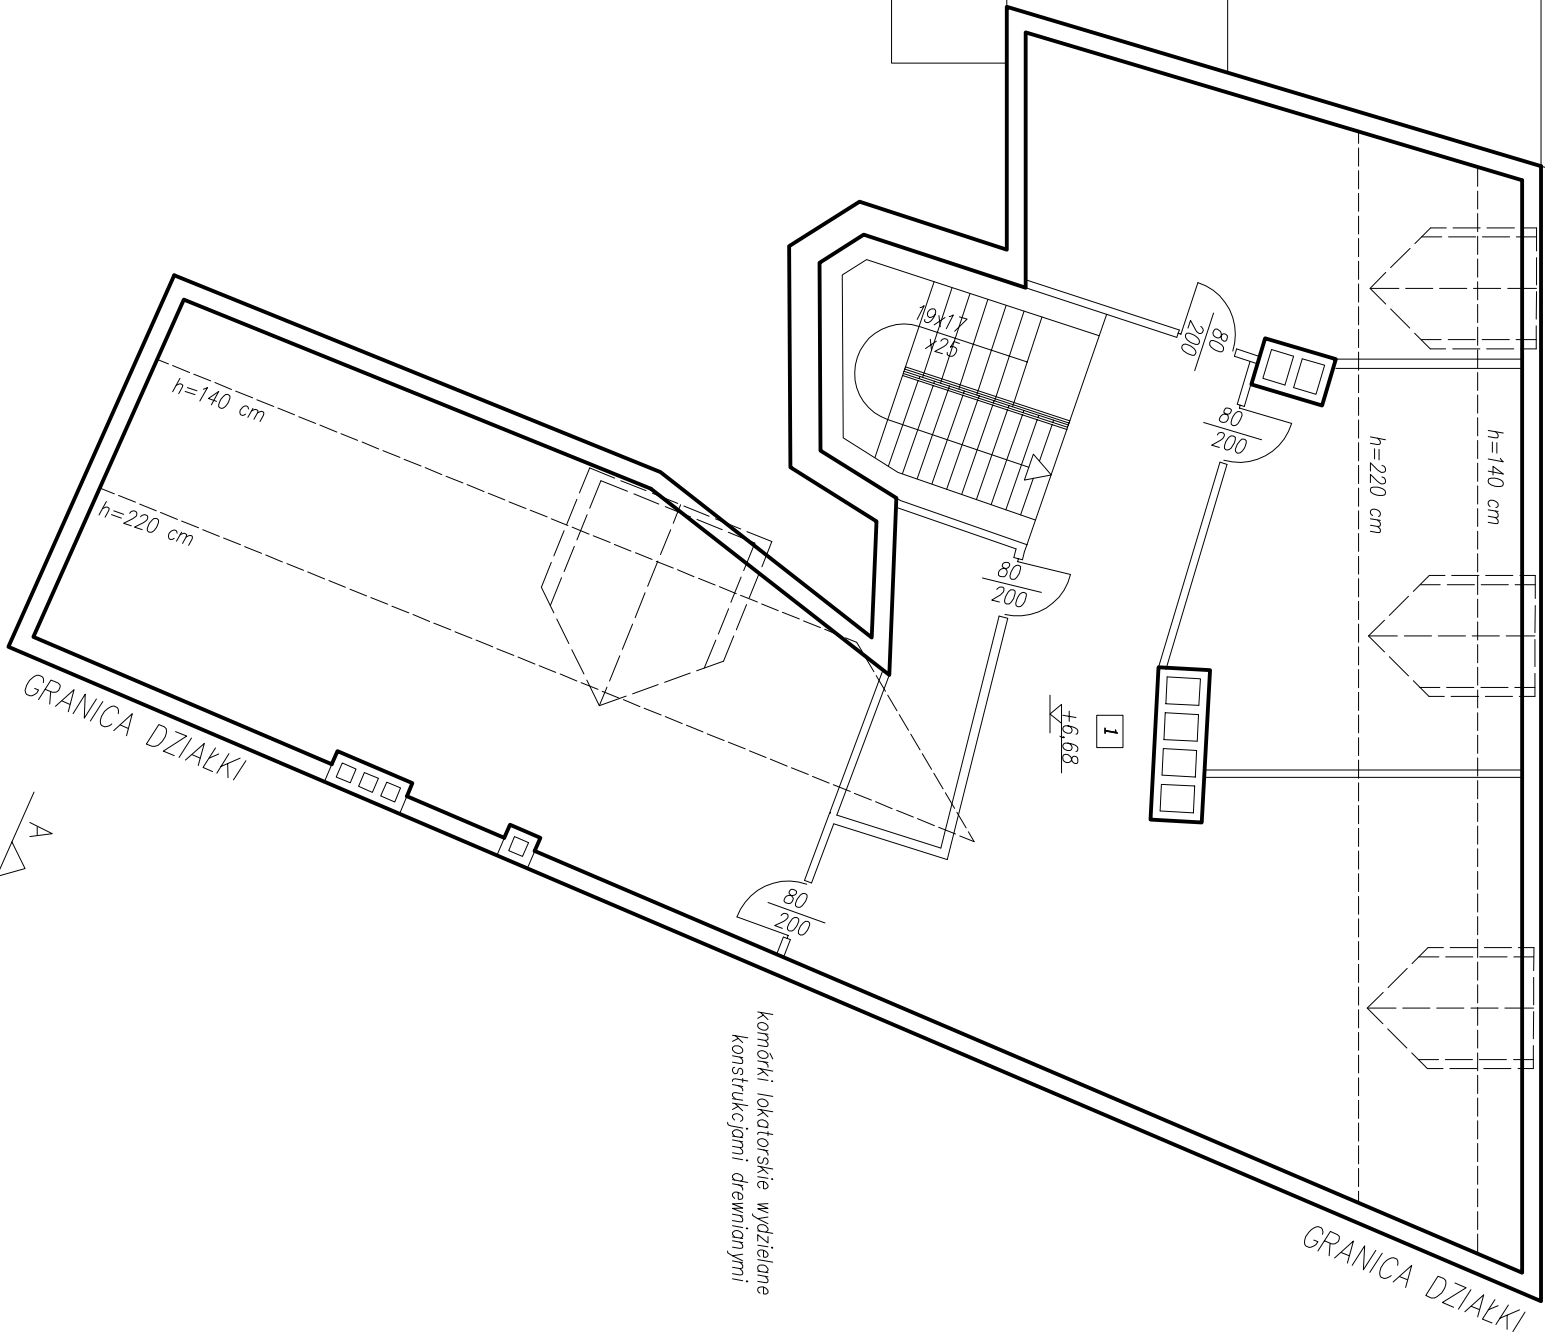 19x17
x25
80
200
80
200
h=140 cm
h=220 cm
h=140 cm
h=220 cm
80
200
+6,68
1
GRANICA DZIAŁKI
A
80
200
komórki lokatorskie wydzielane
konstrukcjami drewnianymi
GRANICA DZIAŁKI